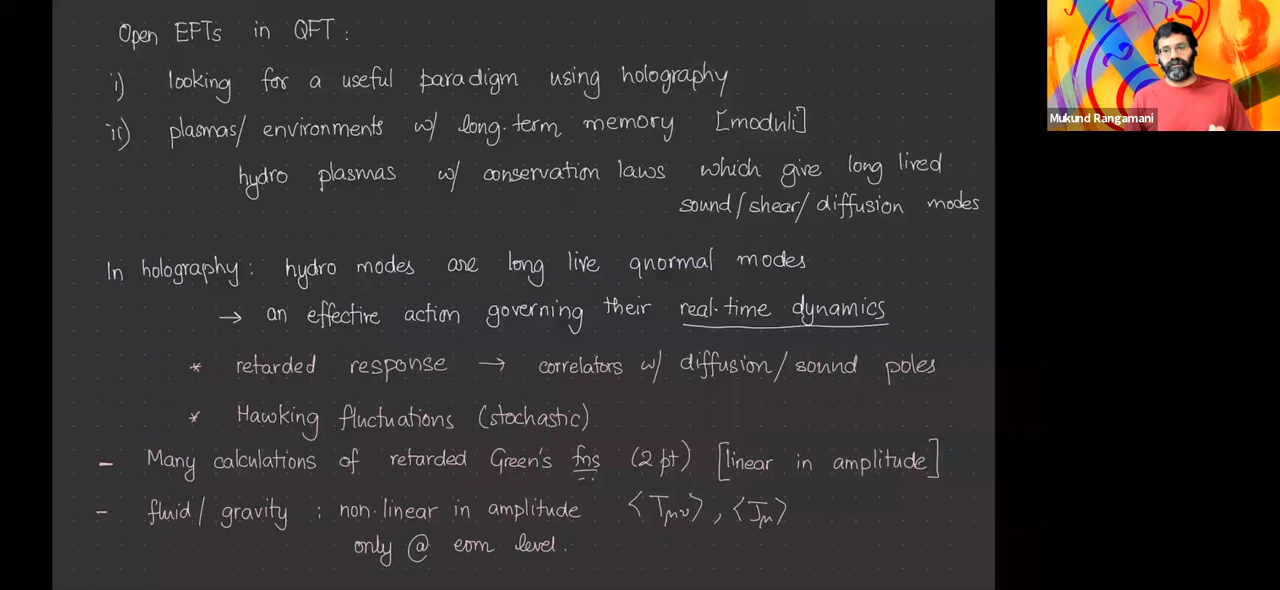 Open EFTs in QFT :
i) looking for a useful paradigm using holography
ii) plasmas/ environments w/ long-term memory [moduli]
hydro plasmas w/ conservation laws which give long lived
sound/shear/diffusion modes
In holography : hydro modes are long live qnormal modes
→ an effective action governing their real-time dynamics
* retarded response → correlators w/ diffusion/sound poles
* Hawking fluctuations (stochastic)
- Many calculations of retarded Green's fns (2 pt) [linear in amplitude]
- fluid/gravity : non-linear in amplitude ⟨Tμν⟩, ⟨Jμ⟩
only @ eom level.
Mukund Rangamani